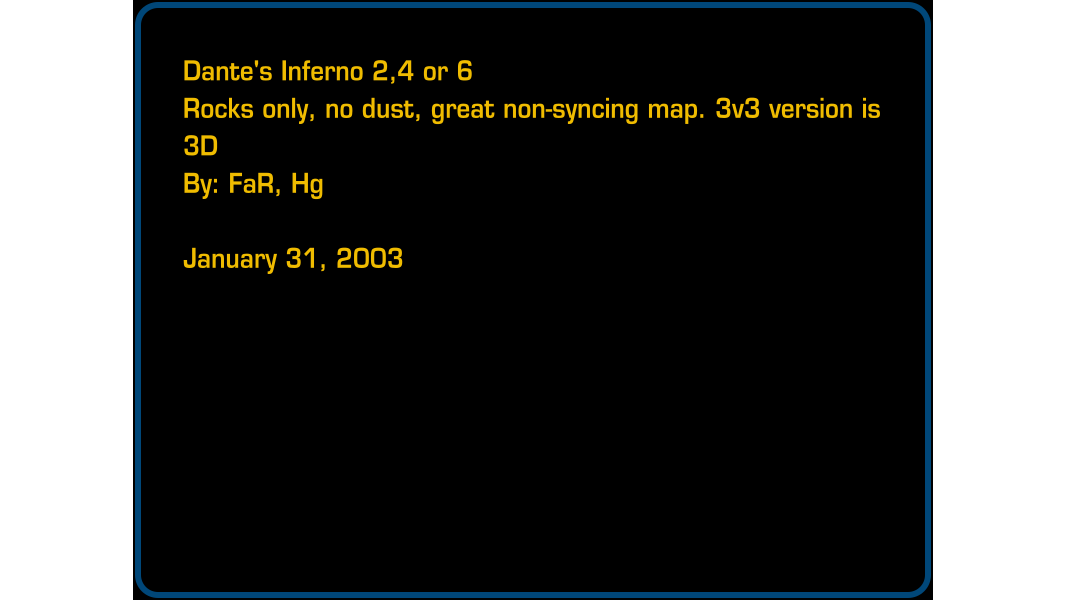 Dante's Inferno 2,4 or 6
Rocks only, no dust, great non-syncing map. 3v3 version is
3D
By: FaR, Hg
January 31, 2003